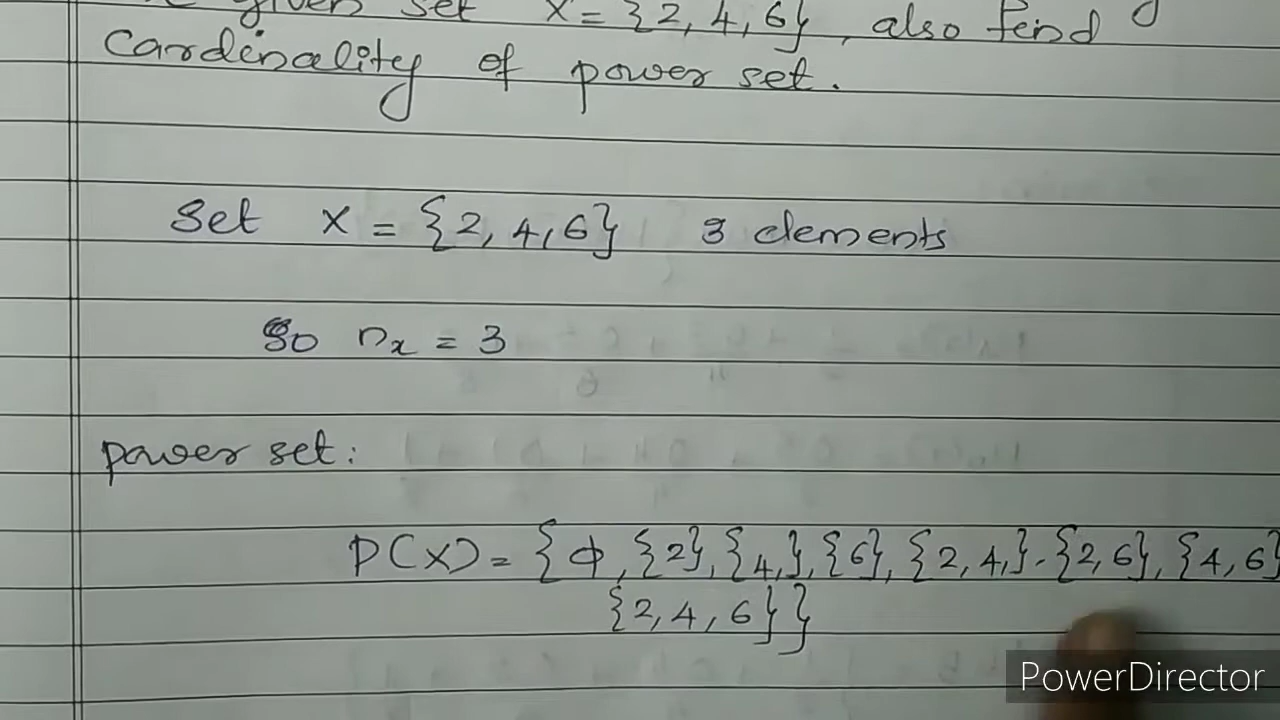 given set X = {2, 4, 6}, also find
Cardinality of power set.
Set X = {2, 4, 6} 3 elements
So nx = 3
power set:
P(X) = {ф, {2}, {4,}, {6}, {2, 4,}. {2, 6}, {4, 6}
{2, 4, 6}}
PowerDirector